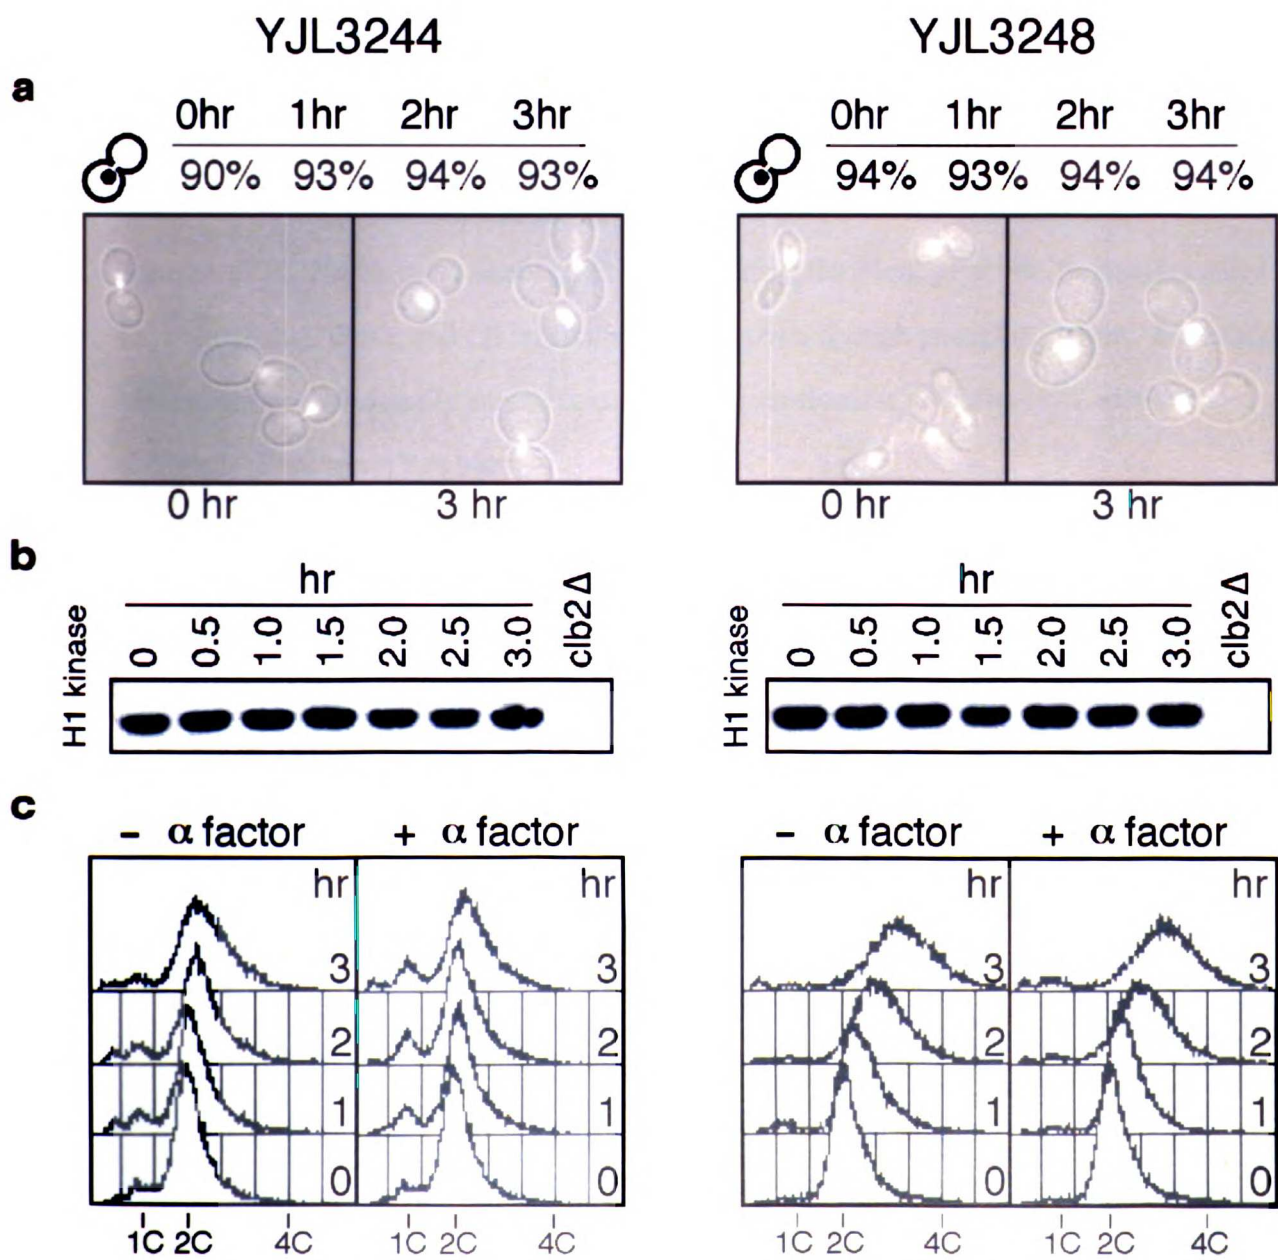 YJL3244 YJL3248
a
0hr 1hr 2hr 3hr 0hr 1hr 2hr 3hr
90% 93% 94% 93% 94% 93% 94% 94%
0 hr 3 hr 0 hr 3 hr
b
hr hr
H1 kinase 0 0.5 1.0 1.5 2.0 2.5 3.0 clb2 Δ H1 kinase 0 0.5 1.0 1.5 2.0 2.5 3.0 clb2 Δ
c
– α factor + α factor – α factor + α factor
hr hr hr hr
3 3 3 3
2 2 2 2
1 1 1 1
0 0 0 0
1C 2C 4C 1C 2C 4C 1C 2C 4C 1C 2C 4C